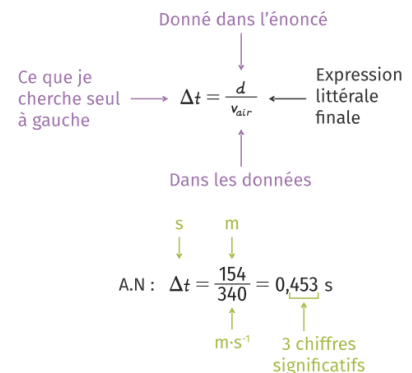 Donné dans l'énoncé
Ce que je
cherche seul
à gauche
Δt = d / v_air
Expression
littérale
finale
Dans les données
s m
A.N : Δt = 154 / 340 = 0,453 s
m·s⁻¹
3 chiffres
significatifs